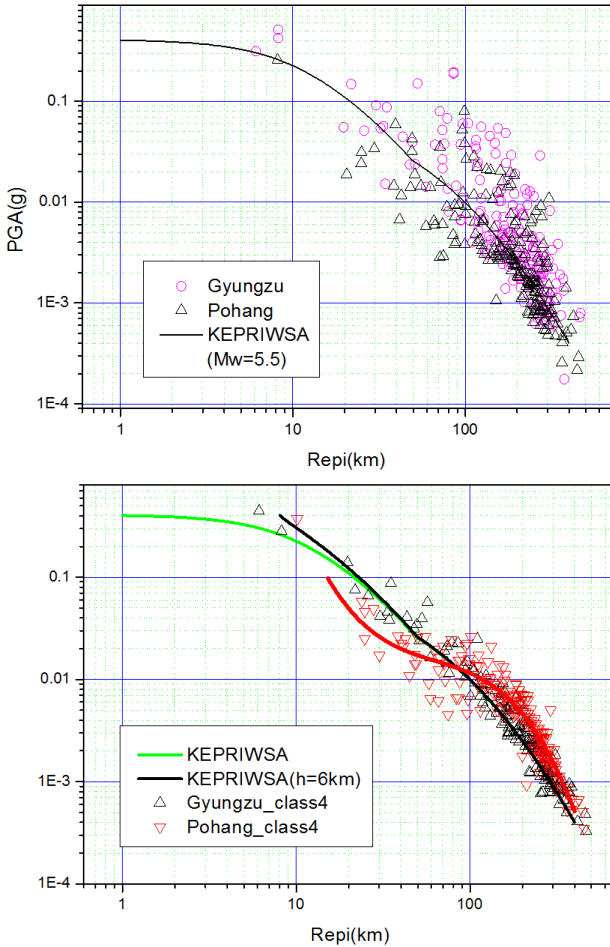 0.1
0.01
1E-3
1E-4
PGA(g)
Gyungzu
Pohang
KEPRIWSA
(Mw=5.5)
1
10
100
Repi(km)
0.1
0.01
1E-3
1E-4
KEPRIWSA
KEPRIWSA(h=6km)
Gyungzu_class4
Pohang_class4
1
10
100
Repi(km)